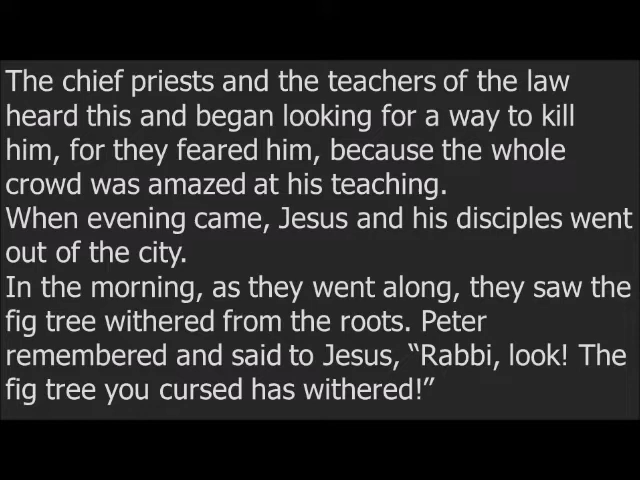 The chief priests and the teachers of the law
heard this and began looking for a way to kill
him, for they feared him, because the whole
crowd was amazed at his teaching.
When evening came, Jesus and his disciples went
out of the city.
In the morning, as they went along, they saw the
fig tree withered from the roots. Peter
remembered and said to Jesus, “Rabbi, look! The
fig tree you cursed has withered!”